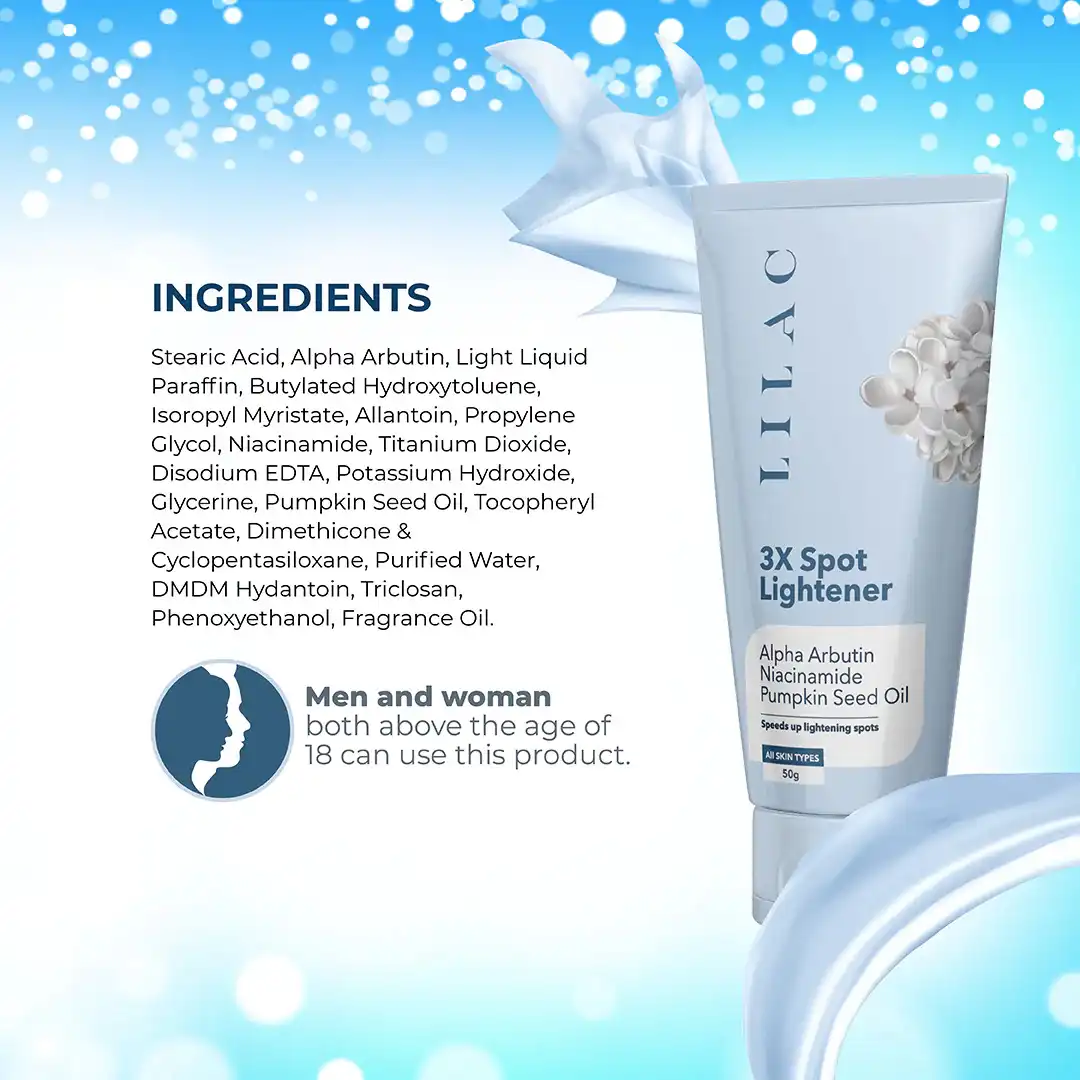 INGREDIENTS
Stearic Acid, Alpha Arbutin, Light Liquid
Paraffin, Butylated Hydroxytoluene,
Isoropyl Myristate, Allantoin, Propylene
Glycol, Niacinamide, Titanium Dioxide,
Disodium EDTA, Potassium Hydroxide,
Glycerine, Pumpkin Seed Oil, Tocopheryl
Acetate, Dimethicone &
Cyclopentasiloxane, Purified Water,
DMDM Hydantoin, Triclosan,
Phenoxyethanol, Fragrance Oil.
Men and woman
both above the age of
18 can use this product.
LILAC
3X Spot
Lightener
Alpha Arbutin
Niacinamide
Pumpkin Seed Oil
Speeds up lightening spots
All SKIN TYPES
50g